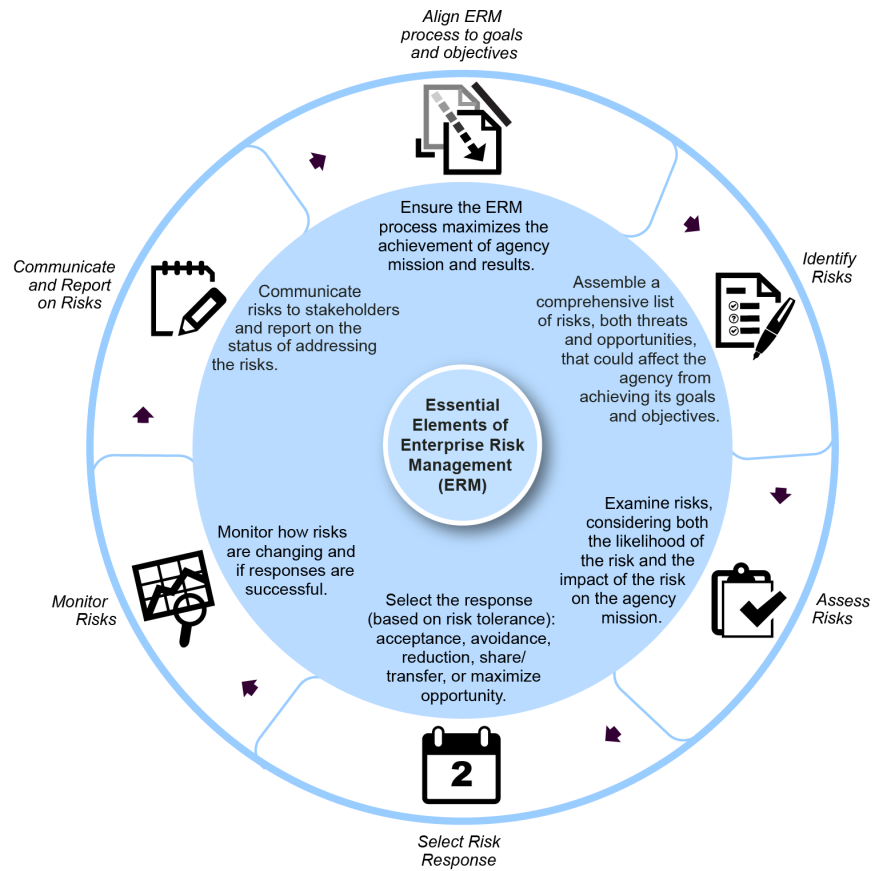 Align ERM
process to goals
and objectives
Ensure the ERM
process maximizes the
achievement of agency
mission and results.
Identify
Risks
Assemble a
comprehensive list
of risks, both threats
and opportunities,
that could affect the
agency from
achieving its goals
and objectives.
Assess
Risks
Examine risks,
considering both
the likelihood of
the risk and the
impact of the risk
on the agency
mission.
Select the response
(based on risk tolerance):
acceptance, avoidance,
reduction, share/
transfer, or maximize
opportunity.
2
Select Risk
Response
Monitor
Risks
Monitor how risks
are changing and
if responses are
successful.
Communicate
and Report
on Risks
Communicate
risks to stakeholders
and report on the
status of addressing
the risks.
Essential
Elements of
Enterprise Risk
Management
(ERM)